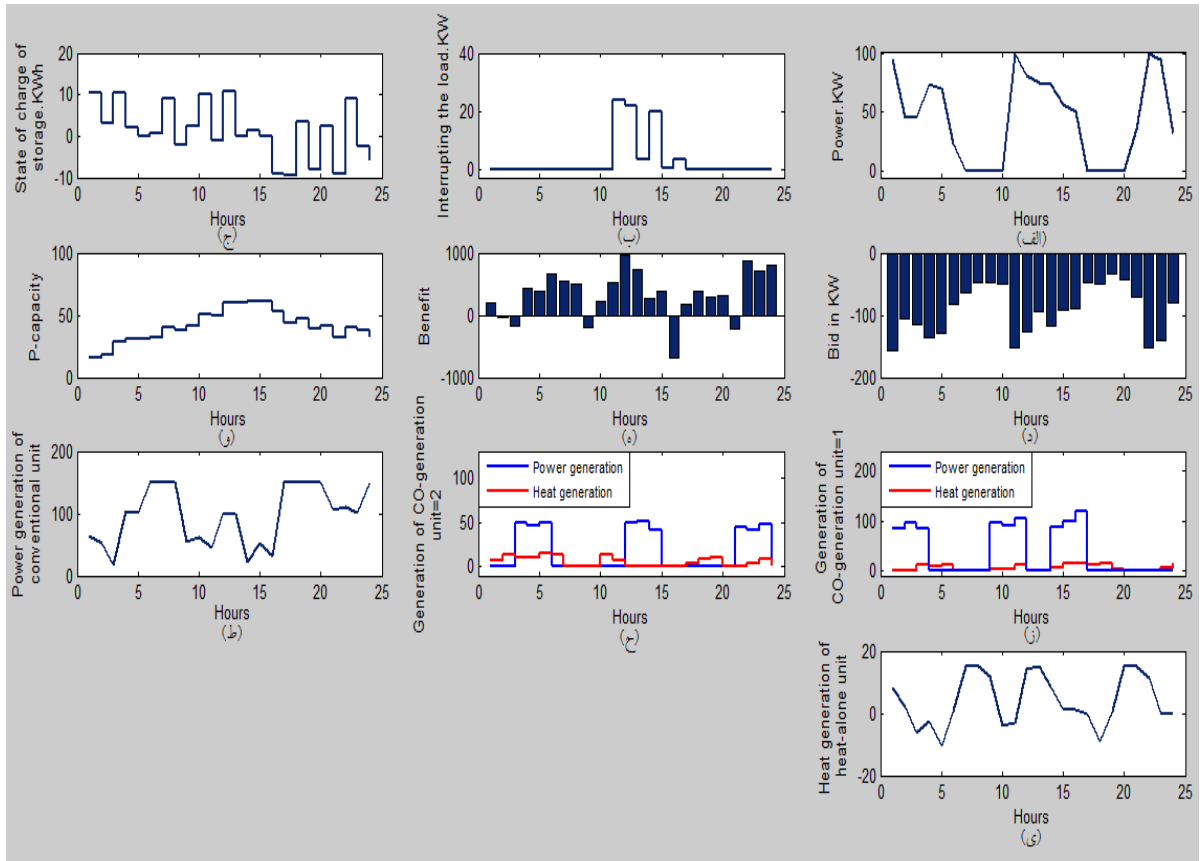 State of charge of
storage.KWh
20
10
0
-10
0 5 10 15 20 25
Hours
(ج)
Interrupting the load.KW
40
20
0
0 5 10 15 20 25
Hours
(ب)
Power.KW
100
50
0
0 5 10 15 20 25
Hours
(الف)
P-capacity
100
50
0
0 5 10 15 20 25
Hours
(و)
Benefit
1000
0
-1000
0 5 10 15 20 25
Hours
(ه)
Bid in KW
0
-100
-200
0 5 10 15 20 25
Hours
(د)
Power generation of
conventional unit
200
100
0
0 5 10 15 20 25
Hours
(ط)
Generation of CO-generation
unit=2
100
50
0
Power generation
Heat generation
0 5 10 15 20 25
Hours
(ح)
Generation of
CO-generation unit=1
200
100
0
Power generation
Heat generation
0 5 10 15 20 25
Hours
(ز)
Heat generation of
heat-alone unit
20
0
-20
0 5 10 15 20 25
Hours
(ی)